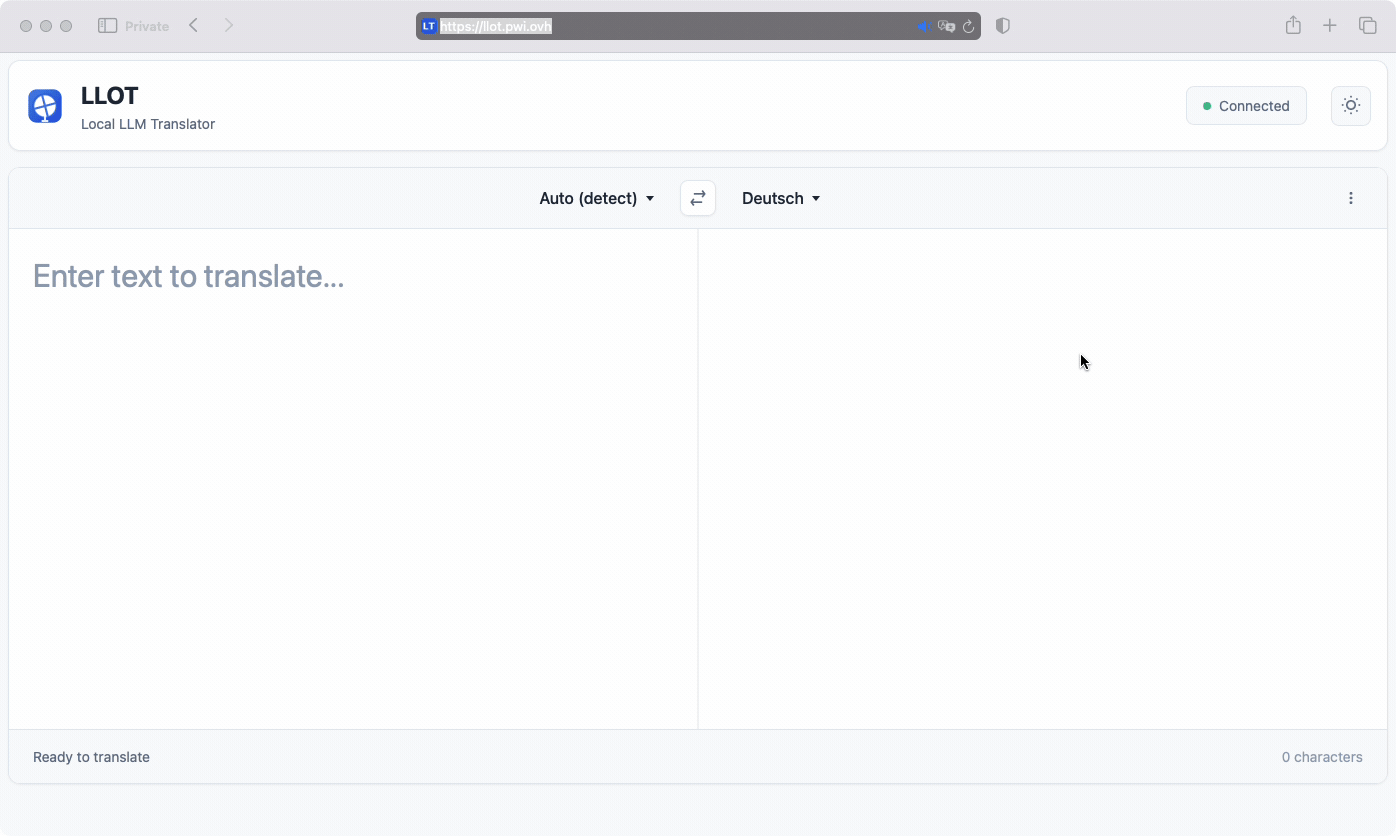 Private
LT https://llot.pwi.ovh
LLOT
Local LLM Translator
Connected
Auto (detect)
Deutsch
Enter text to translate...
Ready to translate
0 characters